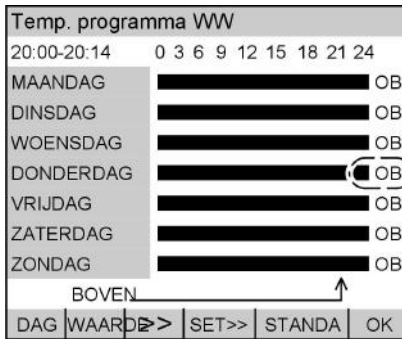 Temp. programma WW
20:00-20:14 0 3 6 9 12 15 18 21 24
MAANDAG OB
DINSDAG OB
WOENSDAG OB
DONDERDAG OB
VRIJDAG OB
ZATERDAG OB
ZONDAG OB
BOVEN
DAG WAARDE>> SET>> STANDA OK